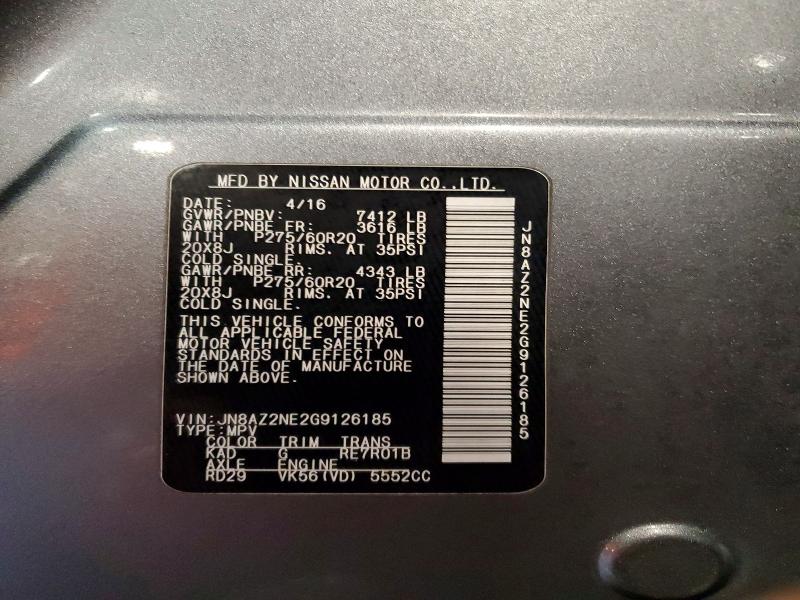 MFD BY NISSAN MOTOR CO.,LTD.
DATE: 4/16
GVWR/PNBV: 7412 LB
GAWR/PNBE FR: 3616 LB
WITH P275/60R20 TIRES
20X8J RIMS. AT 35PSI
COLD SINGLE.
GAWR/PNBE RR: 4343 LB
WITH P275/60R20 TIRES
20X8J RIMS. AT 35PSI
COLD SINGLE.
THIS VEHICLE CONFORMS TO
ALL APPLICABLE FEDERAL
MOTOR VEHICLE SAFETY
STANDARDS IN EFFECT ON
THE DATE OF MANUFACTURE
SHOWN ABOVE.
VIN:JN8AZ2NE2G9126185
TYPE:MPV
COLOR TRIM TRANS
KAD G RE7R01B
AXLE ENGINE
RD29 VK56(VD) 5552CC
JN8AZ2NE2G9126185